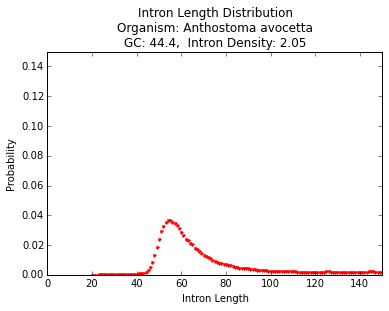 Intron Length Distribution
Organism: Anthostoma avocetta
GC: 44.4,  Intron Density: 2.05
Probability
0.14
0.12
0.10
0.08
0.06
0.04
0.02
0.00
0 20 40 60 80 100 120 140
Intron Length